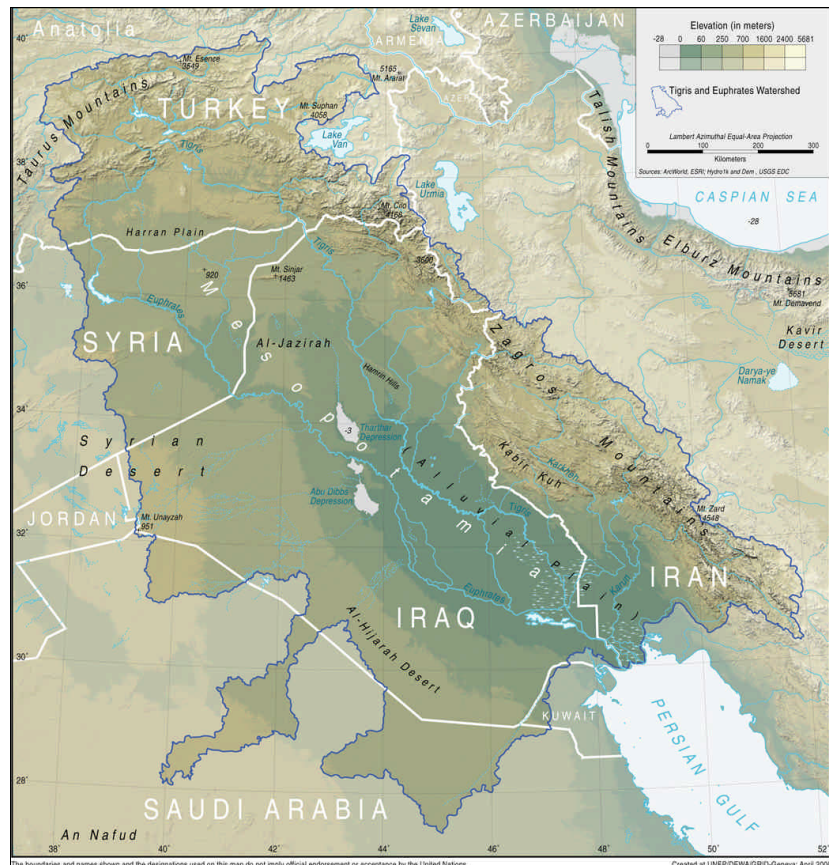 Anatolia
Lake
Sevan
AZERBAIJAN
ARMENIA
Elevation (in meters)
-28 0 60 250 700 1600 2400 5681
Tigris and Euphrates Watershed
Lambert Azimuthal Equal-Area Projection
0 100 200 300
Kilometers
Sources: ArcWorld, ESRI; Hydro1k and Dem, USGS EDC
40°
Mt. Esence
3549
5165
Mt. Ararat
Taurus Mountains
TURKEY
Mt. Suphan
4058
Lake
Van
Talish Mountains
Tigris
38°
Lake
Urmia
CASPIAN SEA
-28
Mt. Cilo
4168
Harran Plain
Tigris
Elburz Mountains
3600
36°
920
Mt. Sinjar
1463
5681
Mt. Demavend
Euphrates
Mesopotamia
SYRIA
Al-Jazirah
Zagros Mountains
Kavir
Desert
Hamrin Hills
Darya-ye
Namak
34°
-3
Tharthar
Depression
Syrian
Desert
(Alluvial Plain)
Kabir Kuh
Karkheh
Abu Dibbs
Depression
JORDAN
Mt. Unayzah
951
Tigris
Mt. Zard
4548
32°
IRAN
Karun
Euphrates
IRAQ
Al-Hijarah Desert
30°
KUWAIT
PERSIAN GULF
28°
SAUDI ARABIA
An Nafud
38° 40° 42° 44° 46° 48° 50° 52°
The boundaries and names shown and the designations used on this map do not imply official endorsement or acceptance by the United Nations.